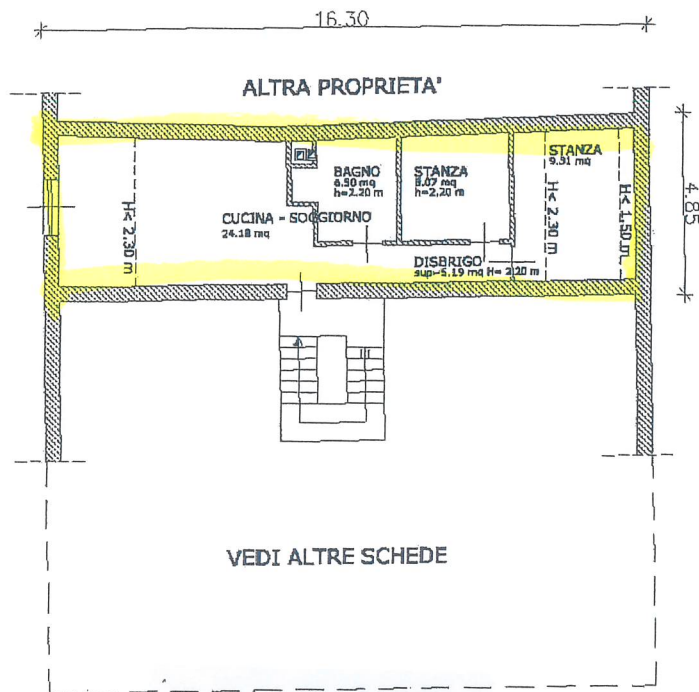 16.30
ALTRA PROPRIETA'
STANZA
9.91 mq
BAGNO
6.50 mq
h=2.20 m
STANZA
8.07 mq
h=2,20 m
H< 2.30 m
H< 2.30 m
H< 1.50 m
4.85
CUCINA - SOGGIORNO
24.18 mq
DISBRIGO
sup=5.19 mq H= 2.20 m
VEDI ALTRE SCHEDE